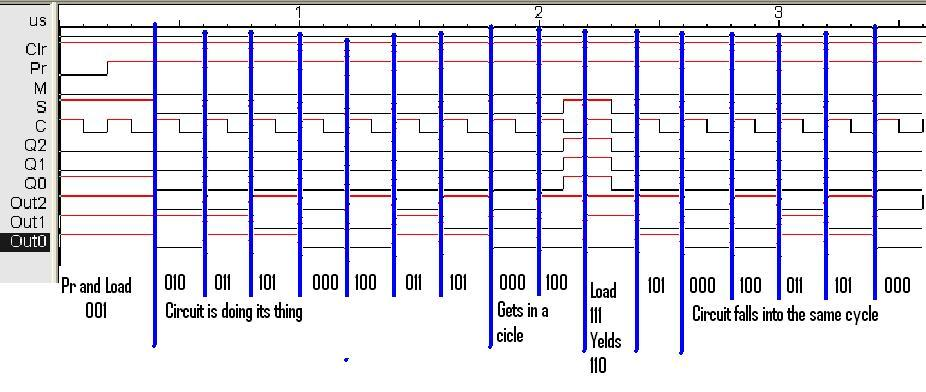 us 1 2 3
Clr
Pr
M
S
C
Q2
Q1
Q0
Out2
Out1
Out0
Pr and Load
001
010 011 101 000 100 011 101 000 100
Circuit is doing its thing
Gets in a
cicle
Load
111
Yelds
110
101 000 100 011 101 000
Circuit falls into the same cycle